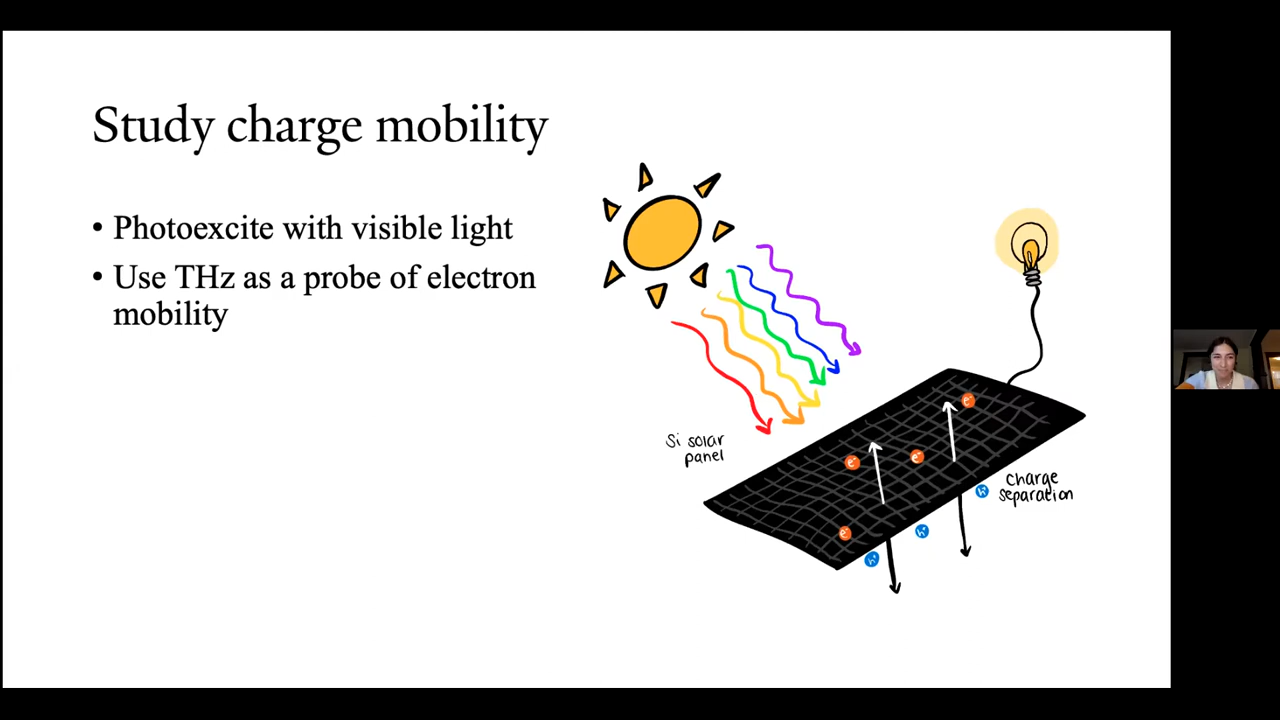 Study charge mobility
• Photoexcite with visible light
• Use THz as a probe of electron
mobility
Si solar
panel
e⁻
e⁻
e⁻
e⁻
h⁺
h⁺
h⁺
Charge
separation